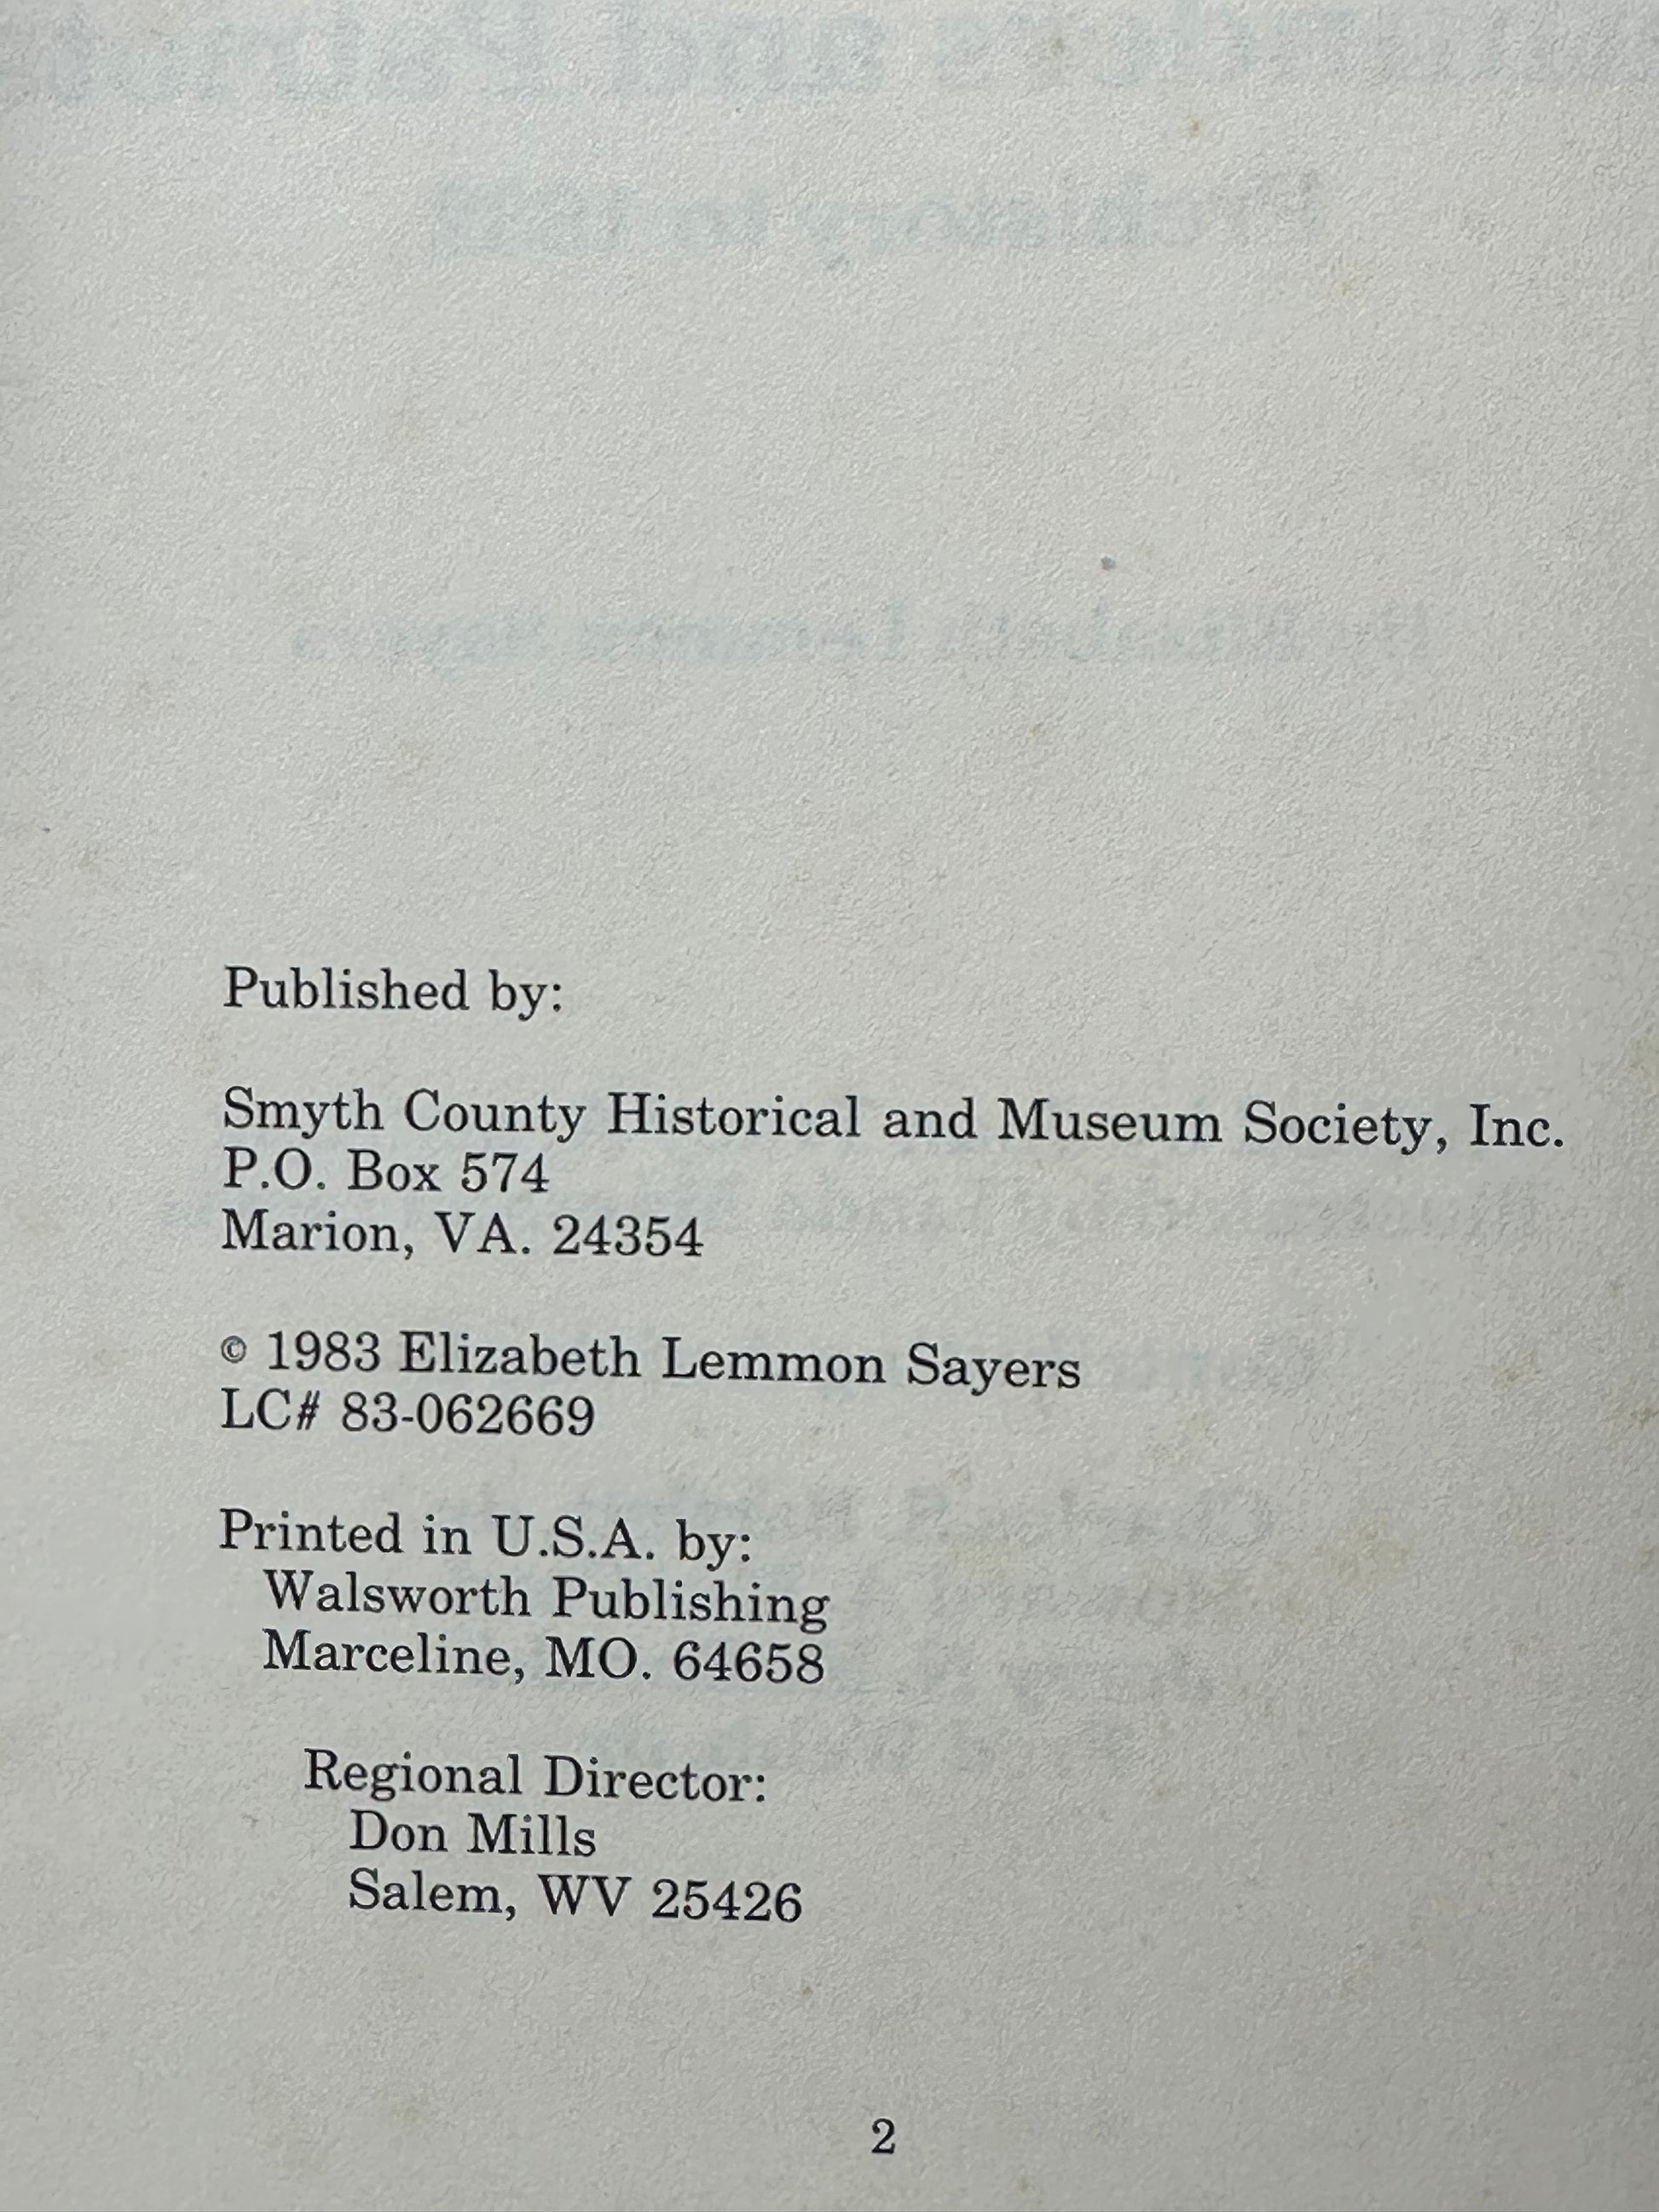 Published by:
Smyth County Historical and Museum Society, Inc.
P.O. Box 574
Marion, VA. 24354
© 1983 Elizabeth Lemmon Sayers
LC# 83-062669
Printed in U.S.A. by:
Walsworth Publishing
Marceline, MO. 64658
Regional Director:
Don Mills
Salem, WV 25426
2